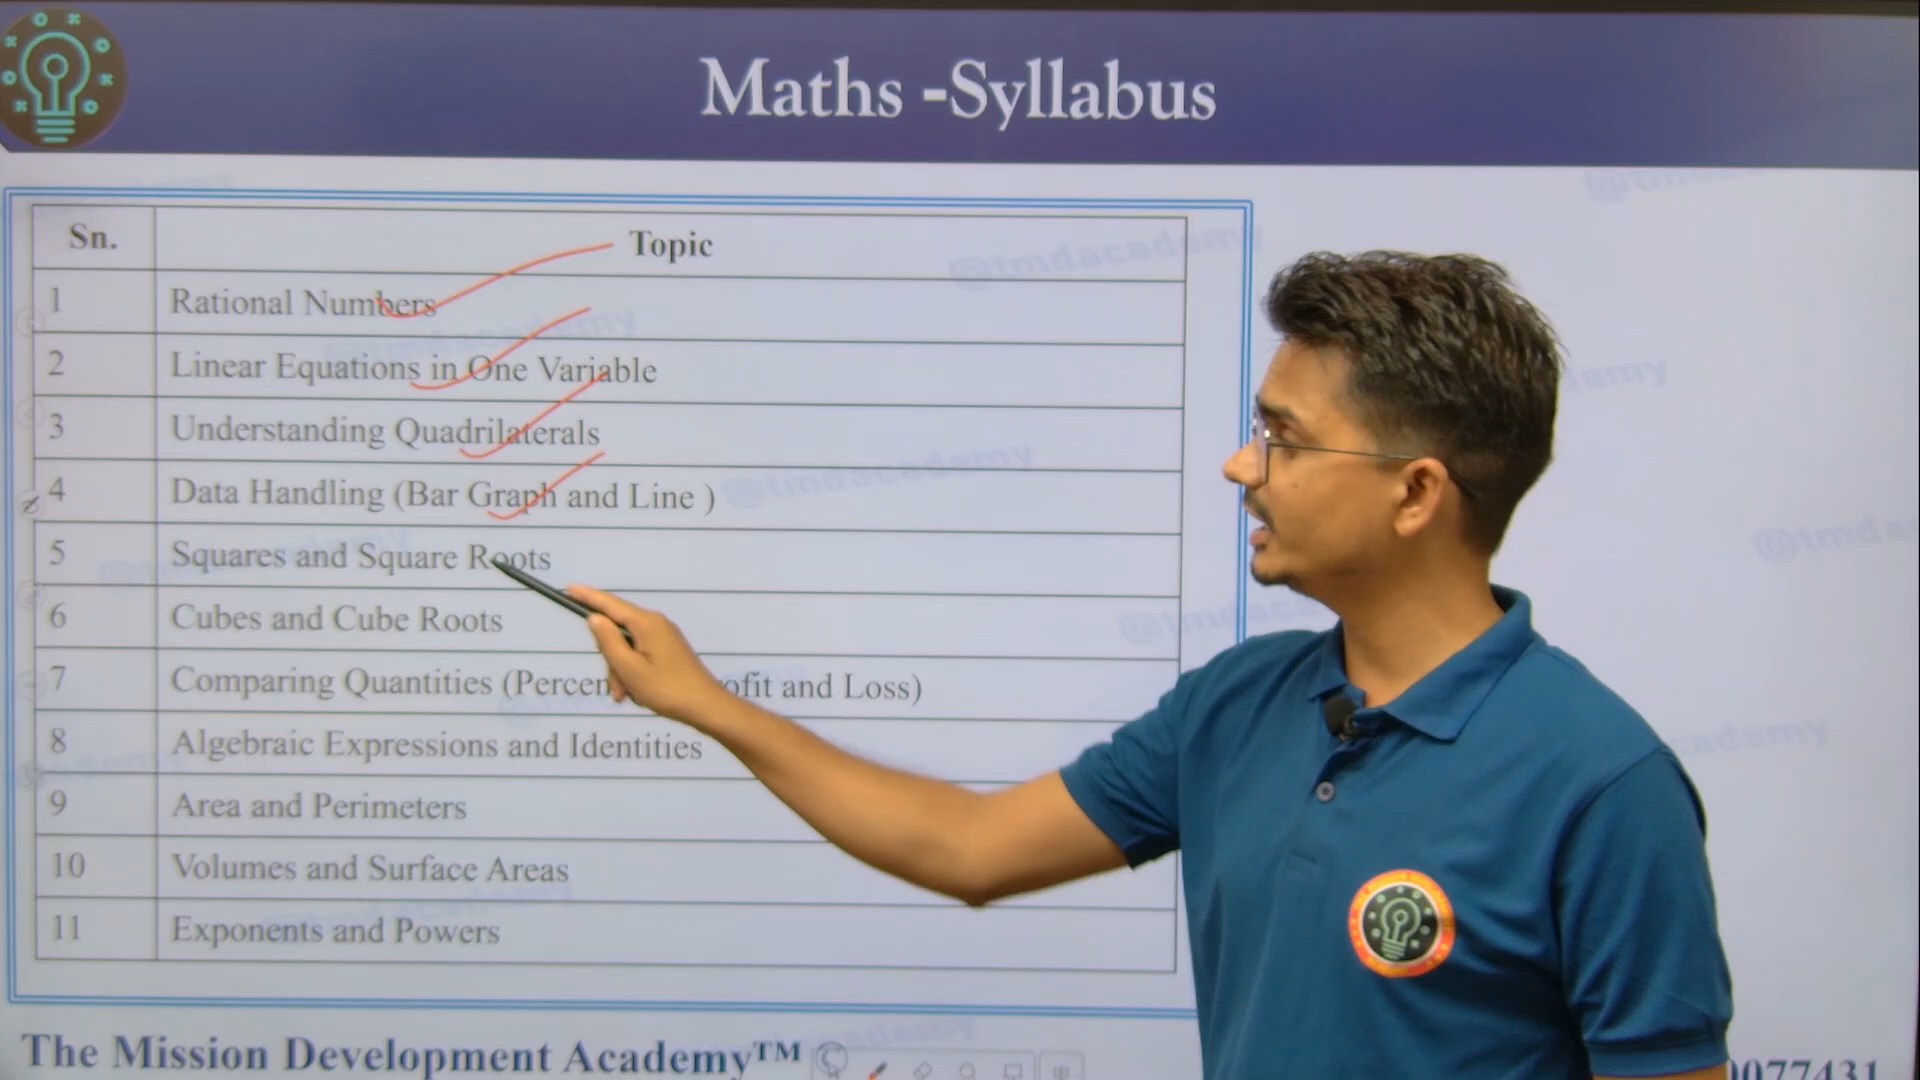 Maths -Syllabus
Sn. Topic
1 Rational Numbers
2 Linear Equations in One Variable
3 Understanding Quadrilaterals
4 Data Handling (Bar Graph and Line )
5 Squares and Square Roots
6 Cubes and Cube Roots
7 Comparing Quantities (Percen ofit and Loss)
8 Algebraic Expressions and Identities
9 Area and Perimeters
10 Volumes and Surface Areas
11 Exponents and Powers
The Mission Development Academy™
0077431
@tmdacademy
@tmdacademy